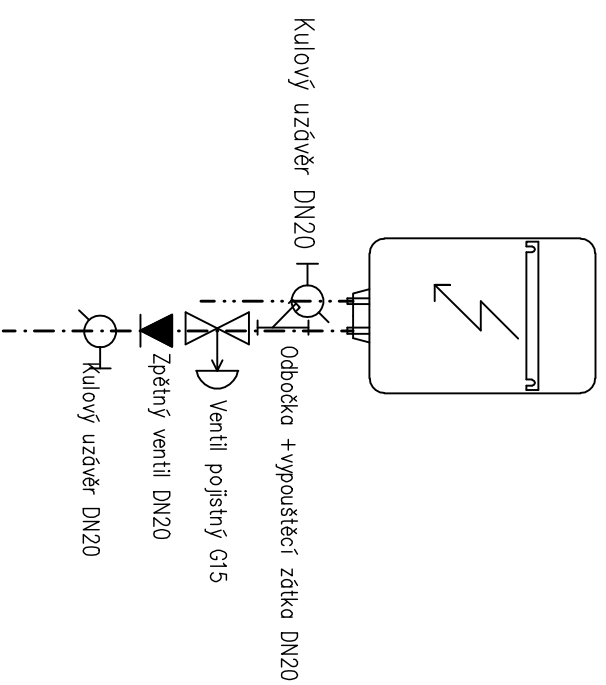 Kulový uzávěr DN20
Odbočka +vypouštěcí zátka DN20
Ventil pojistný G15
Zpětný ventil DN20
Kulový uzávěr DN20